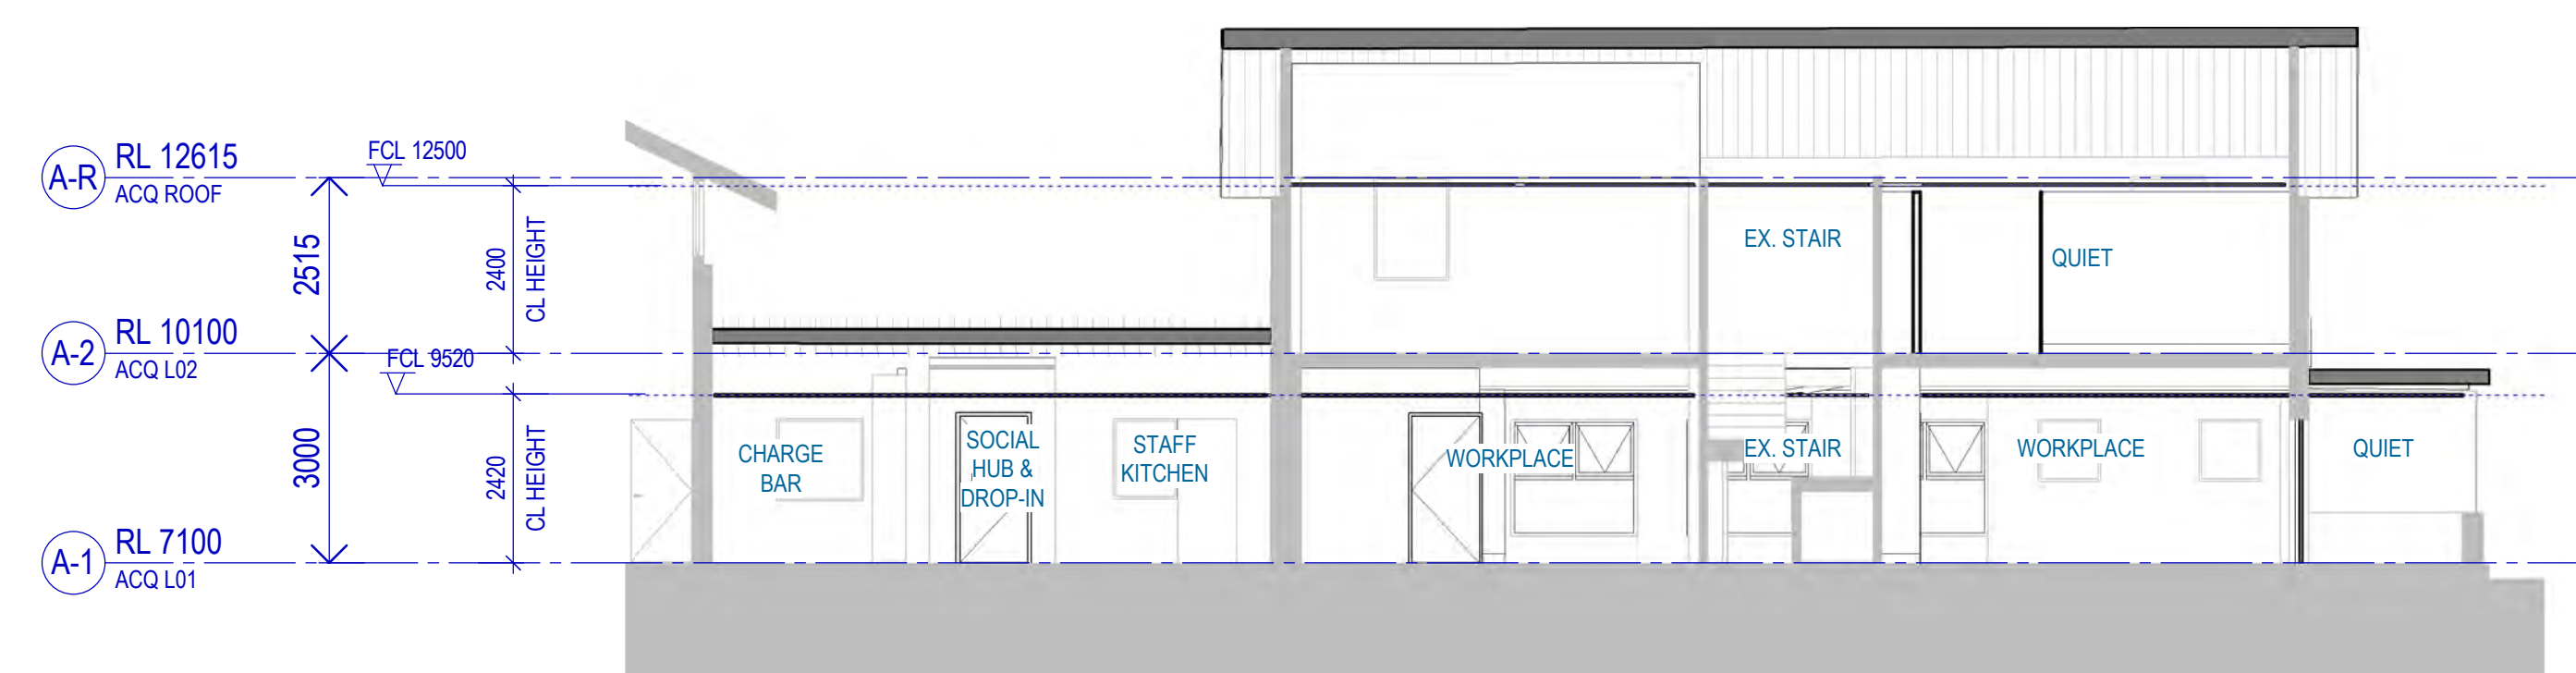 A-R
RL 12615
ACQ ROOF
FCL 12500
2515
2400
CL HEIGHT
A-2
RL 10100
ACQ L02
FCL 9520
3000
2420
CL HEIGHT
A-1
RL 7100
ACQ L01
EX. STAIR
QUIET
CHARGE
BAR
SOCIAL
HUB &
DROP-IN
STAFF
KITCHEN
WORKPLACE
EX. STAIR
WORKPLACE
QUIET